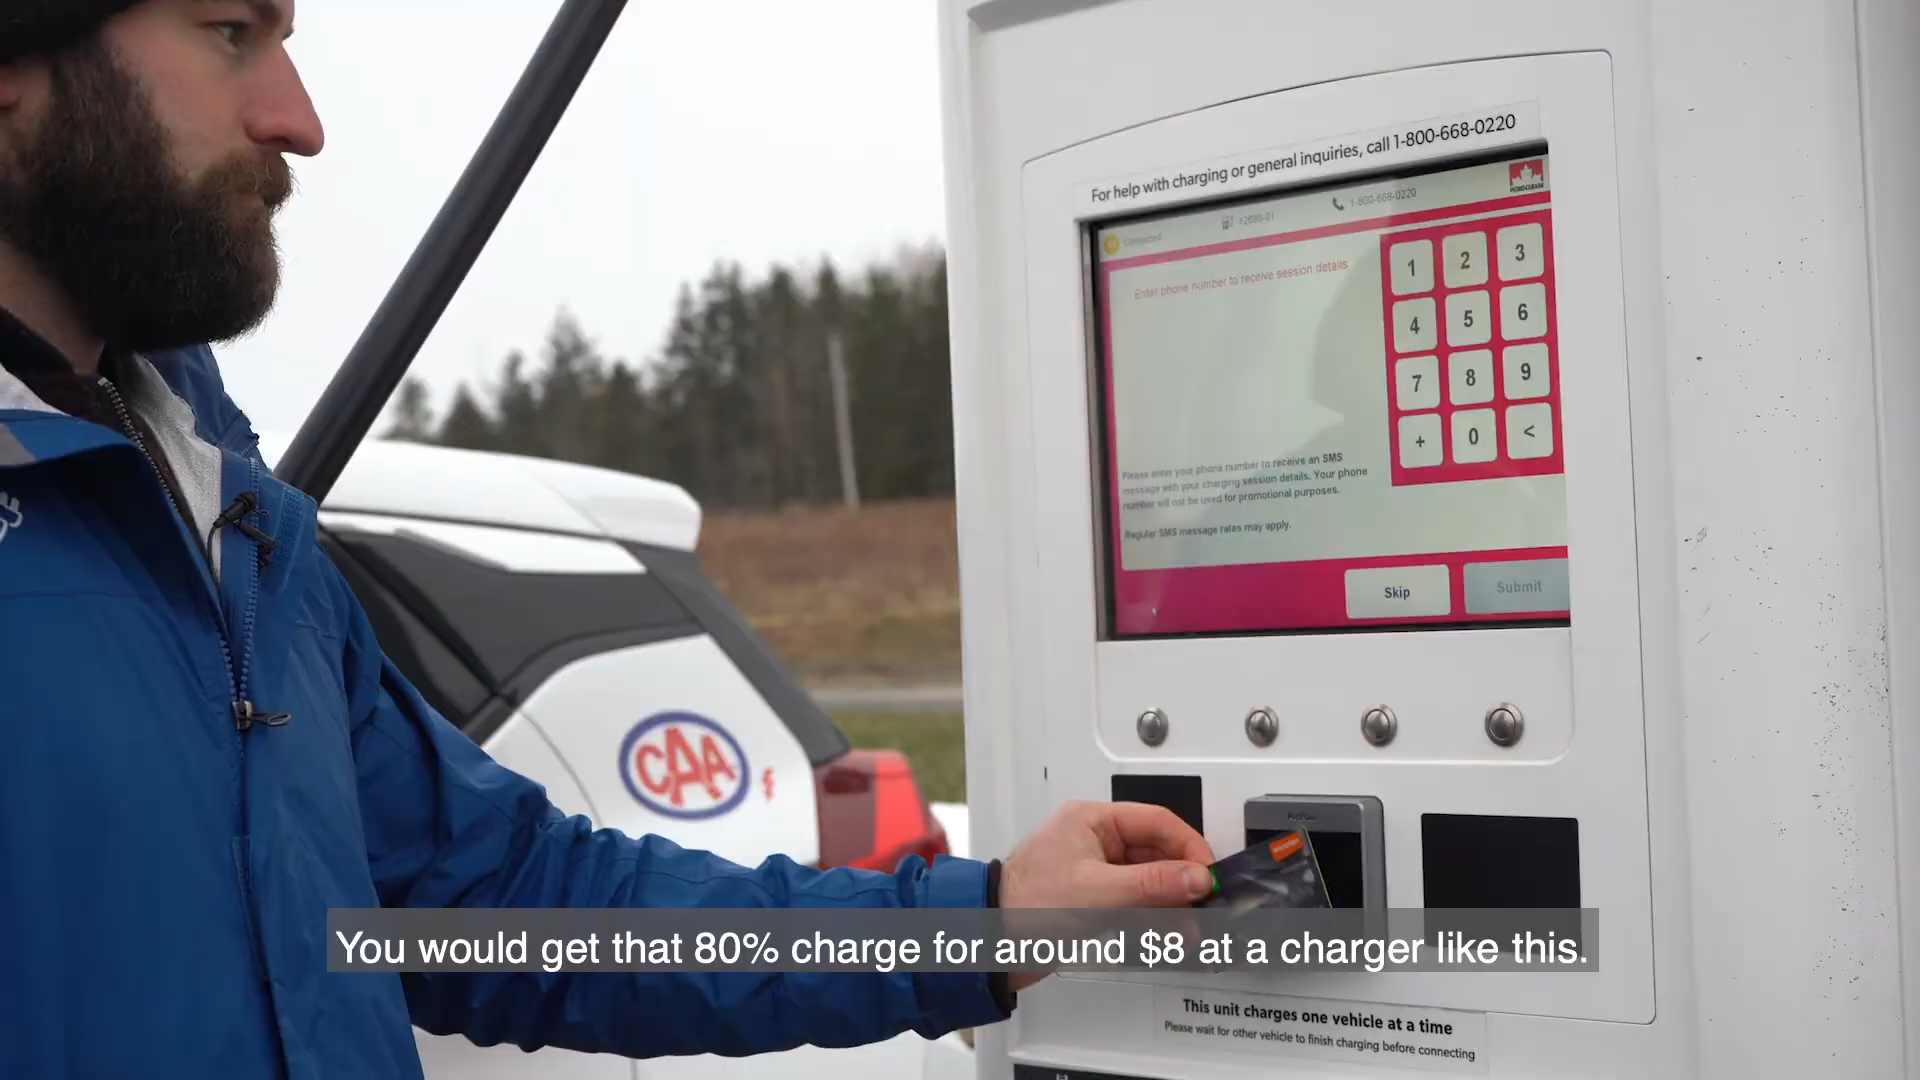 For help with charging or general inquiries, call 1-800-668-0220
Connected
12699-01
1-800-668-0220
PETRO-CANADA
Enter phone number to receive session details
1 2 3
4 5 6
7 8 9
+ 0 <
Please enter your phone number to receive an SMS
message with your charging session details. Your phone
number will not be used for promotional purposes.
Regular SMS message rates may apply.
Skip
Submit
CAA
You would get that 80% charge for around $8 at a charger like this.
This unit charges one vehicle at a time
Please wait for other vehicle to finish charging before connecting